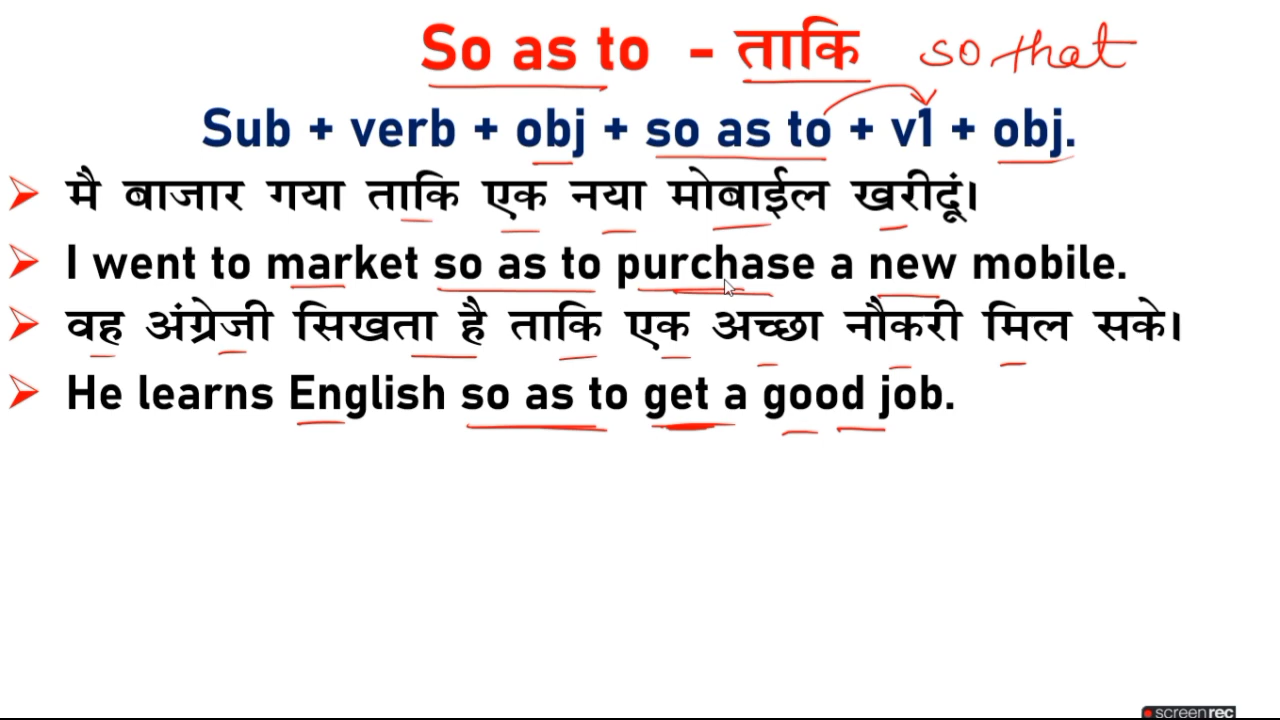 So as to - ताकि so that
Sub + verb + obj + so as to + v1 + obj.
मै बाजार गया ताकि एक नया मोबाईल खरीदूं।
I went to market so as to purchase a new mobile.
वह अंग्रेजी सिखता है ताकि एक अच्छा नौकरी मिल सके।
He learns English so as to get a good job.
screenrec